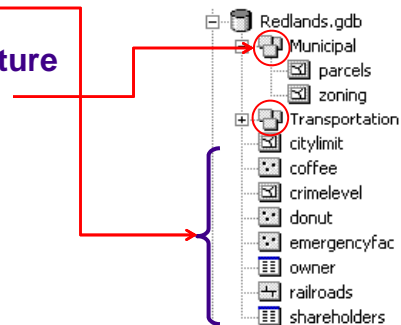 Redlands.gdb
ture
Municipal
parcels
zoning
Transportation
citylimit
coffee
crimelevel
donut
emergencyfac
owner
railroads
shareholders